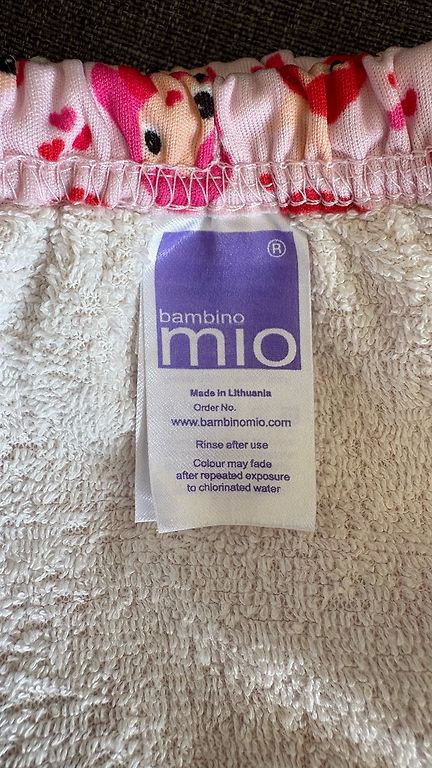 ®
bambino
mio
Made in Lithuania
Order No.
www.bambinomio.com
Rinse after use
Colour may fade
after repeated exposure
to chlorinated water